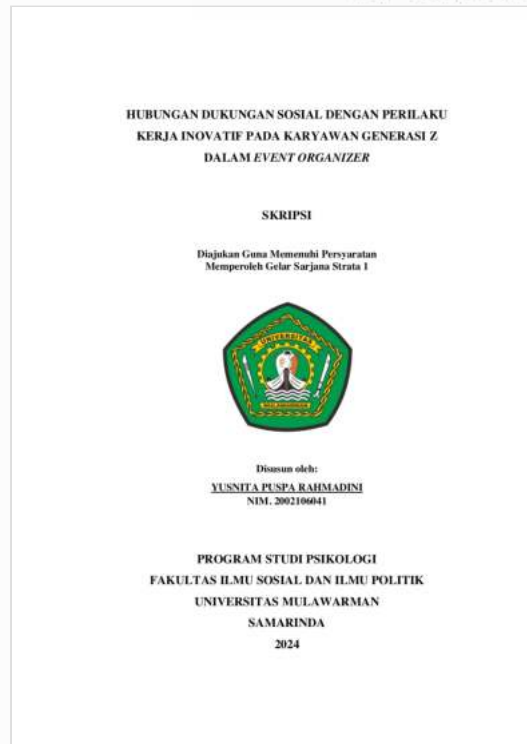 HUBUNGAN DUKUNGAN SOSIAL DENGAN PERILAKU
KERJA INOVATIF PADA KARYAWAN GENERASI Z
DALAM EVENT ORGANIZER
SKRIPSI
Diajukan Guna Memenuhi Persyaratan
Memperoleh Gelar Sarjana Strata 1
UNIVERSITAS
MULAWARMAN
Disusun oleh:
YUSNITA PUSPA RAHMADINI
NIM. 2002106041
PROGRAM STUDI PSIKOLOGI
FAKULTAS ILMU SOSIAL DAN ILMU POLITIK
UNIVERSITAS MULAWARMAN
SAMARINDA
2024